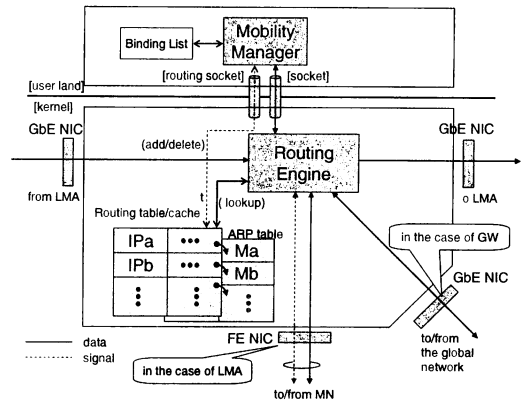 Binding List
Mobility
Manager
[routing socket]
[socket]
[user land]
[kernel]
GbE NIC
GbE NIC
(add/delete)
Routing
Engine
from LMA
o LMA
t
( lookup)
Routing table/cache
ARP table
in the case of GW
IPa
Ma
IPb
Mb
GbE NIC
FE NIC
data
signal
in the case of LMA
to/from
the global
network
to/from MN